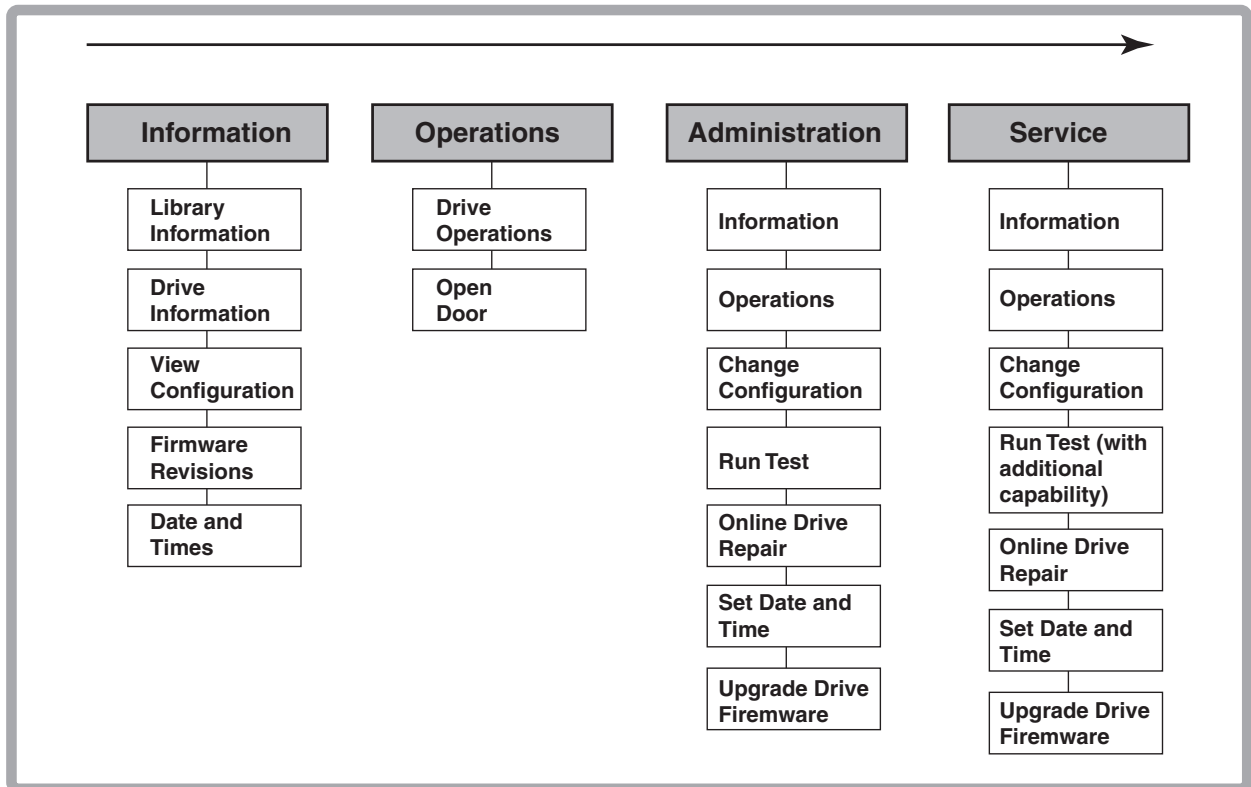 Information
Library
Information
Drive
Information
View
Configuration
Firmware
Revisions
Date and
Times
Operations
Drive
Operations
Open
Door
Administration
Information
Operations
Change
Configuration
Run Test
Online Drive
Repair
Set Date and
Time
Upgrade Drive
Firemware
Service
Information
Operations
Change
Configuration
Run Test (with
additional
capability)
Online Drive
Repair
Set Date and
Time
Upgrade Drive
Firemware